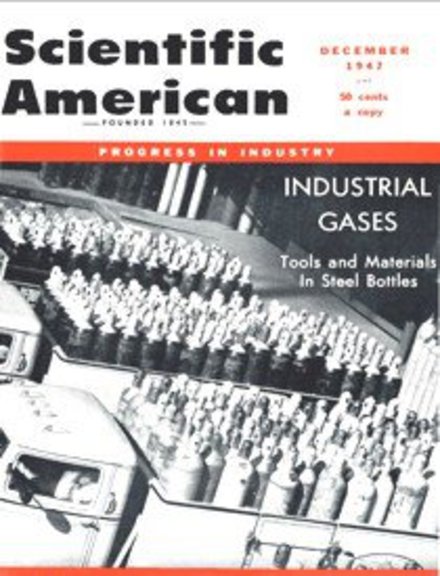 Scientific
American
FOUNDED 1845
DECEMBER
1947
50 cents
a copy
PROGRESS IN INDUSTRY
INDUSTRIAL
GASES
Tools and Materials
In Steel Bottles